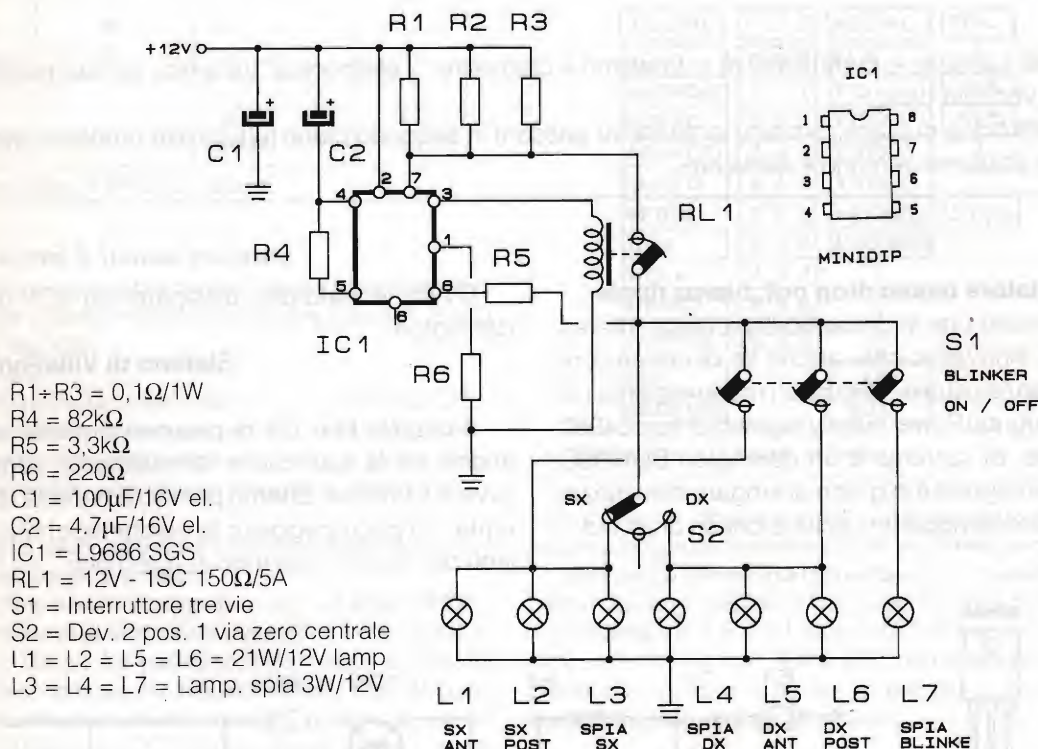 R1 R2 R3
+12V
IC1
+ +
C1 C2
1 8
2 7
3 6
4 5
MINIDIP
2 7
4 3
1
5 8
6
R4
R5
RL1
IC1
R6
S1
BLINKER
ON / OFF
SX DX
S2
R1÷R3 = 0,1Ω/1W
R4 = 82kΩ
R5 = 3,3kΩ
R6 = 220Ω
C1 = 100µF/16V el.
C2 = 4,7µF/16V el.
IC1 = L9686 SGS
RL1 = 12V - 1SC 150Ω/5A
S1 = Interruttore tre vie
S2 = Dev. 2 pos. 1 via zero centrale
L1 = L2 = L5 = L6 = 21W/12V lamp
L3 = L4 = L7 = Lamp. spia 3W/12V
L1 L2 L3 L4 L5 L6 L7
SX ANT
SX POST
SPIA SX
SPIA DX
DX ANT
DX POST
SPIA BLINKE